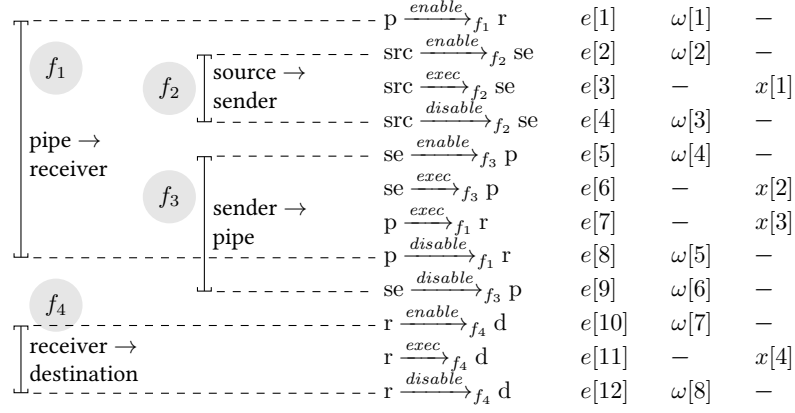 p enable f1 r e[1] ω[1] −
f1
src enable f2 se e[2] ω[2] −
f2
source →
sender
src exec f2 se e[3] − x[1]
src disable f2 se e[4] ω[3] −
pipe →
receiver
se enable f3 p e[5] ω[4] −
f3
sender →
pipe
se exec f3 p e[6] − x[2]
p exec f1 r e[7] − x[3]
p disable f1 r e[8] ω[5] −
se disable f3 p e[9] ω[6] −
f4
r enable f4 d e[10] ω[7] −
receiver →
destination
r exec f4 d e[11] − x[4]
r disable f4 d e[12] ω[8] −